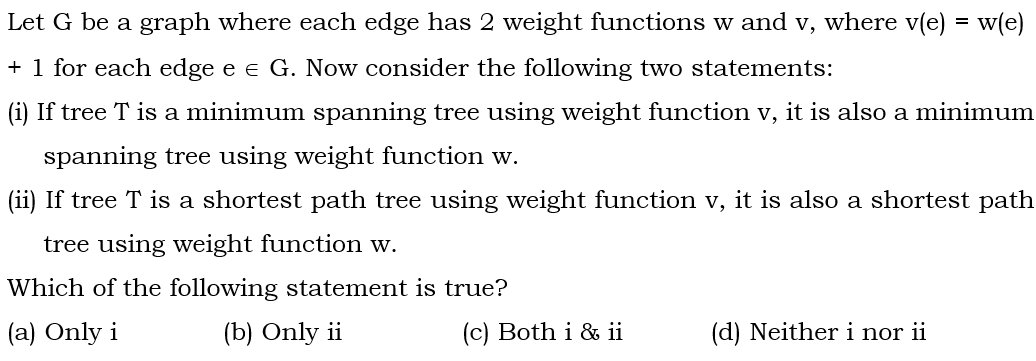 Let G be a graph where each edge has 2 weight functions w and v, where v(e) = w(e)
+ 1 for each edge e ∈ G. Now consider the following two statements:
(i) If tree T is a minimum spanning tree using weight function v, it is also a minimum
spanning tree using weight function w.
(ii) If tree T is a shortest path tree using weight function v, it is also a shortest path
tree using weight function w.
Which of the following statement is true?
(a) Only i (b) Only ii (c) Both i & ii (d) Neither i nor ii